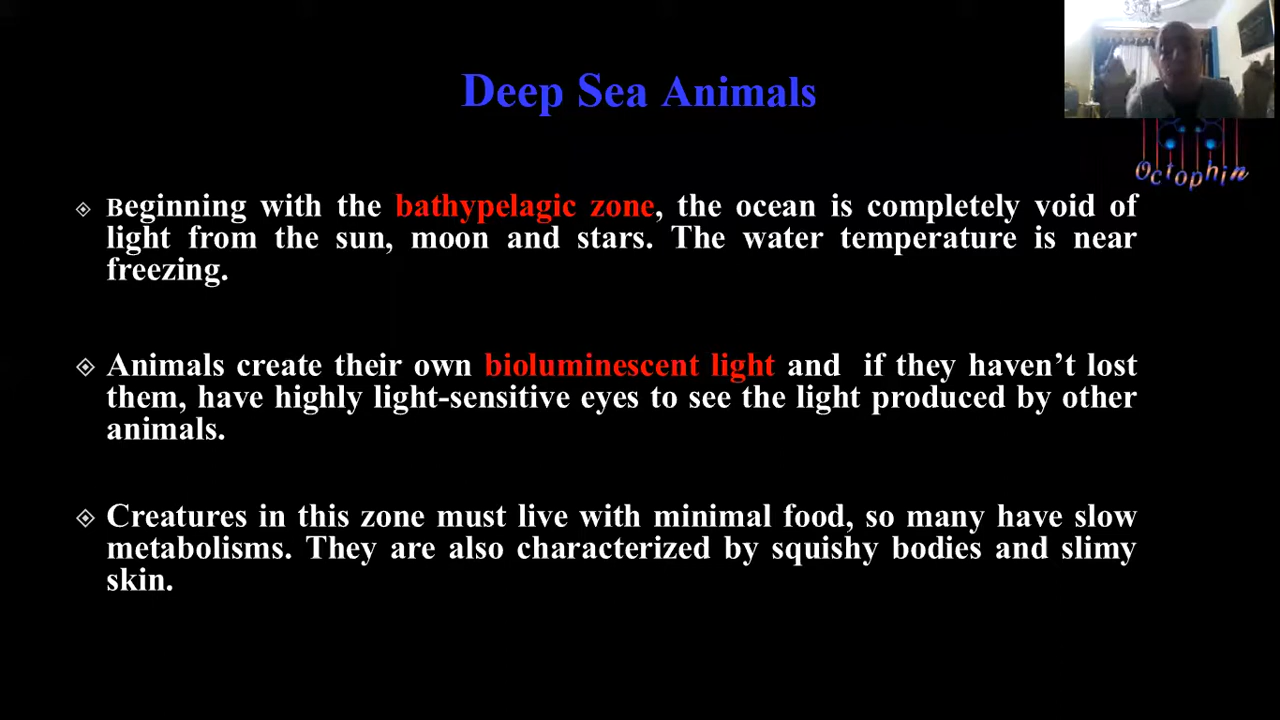 Deep Sea Animals
Octophin
Beginning with the bathypelagic zone, the ocean is completely void of
light from the sun, moon and stars. The water temperature is near
freezing.
Animals create their own bioluminescent light and if they haven't lost
them, have highly light-sensitive eyes to see the light produced by other
animals.
Creatures in this zone must live with minimal food, so many have slow
metabolisms. They are also characterized by squishy bodies and slimy
skin.